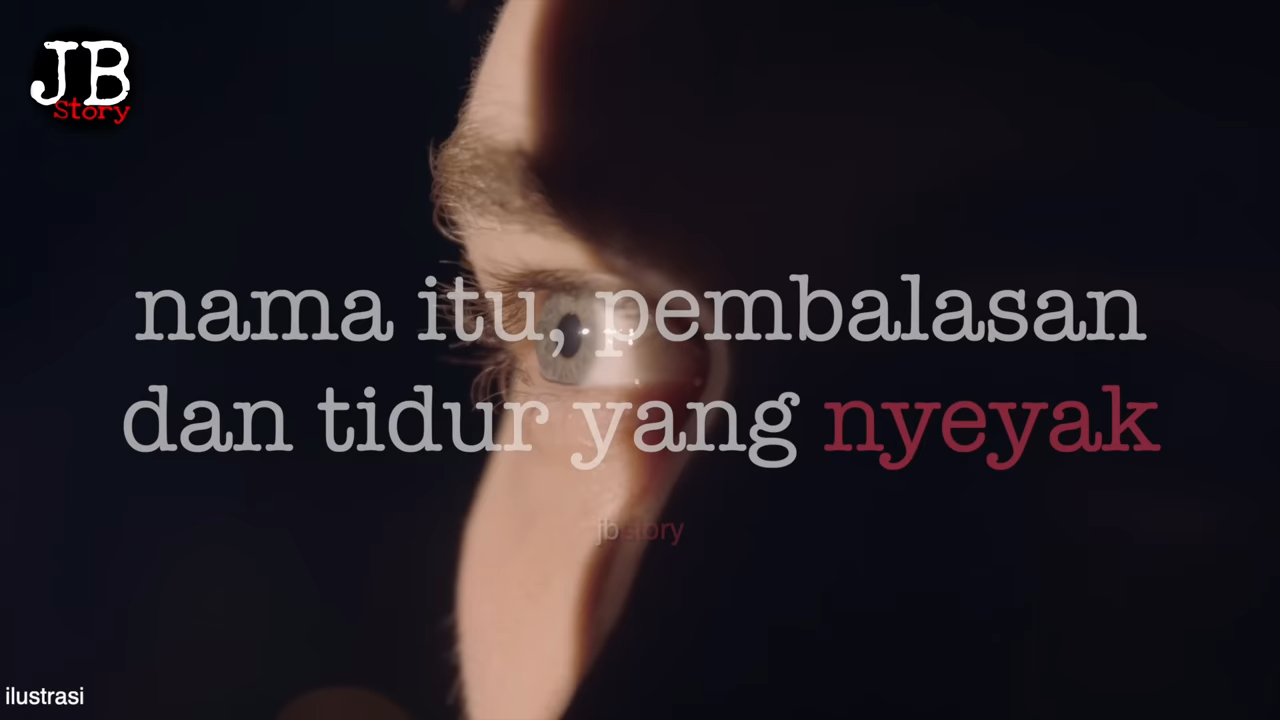 JB
Story
nama itu, pembalasan
dan tidur yang nyeyak
jb story
ilustrasi